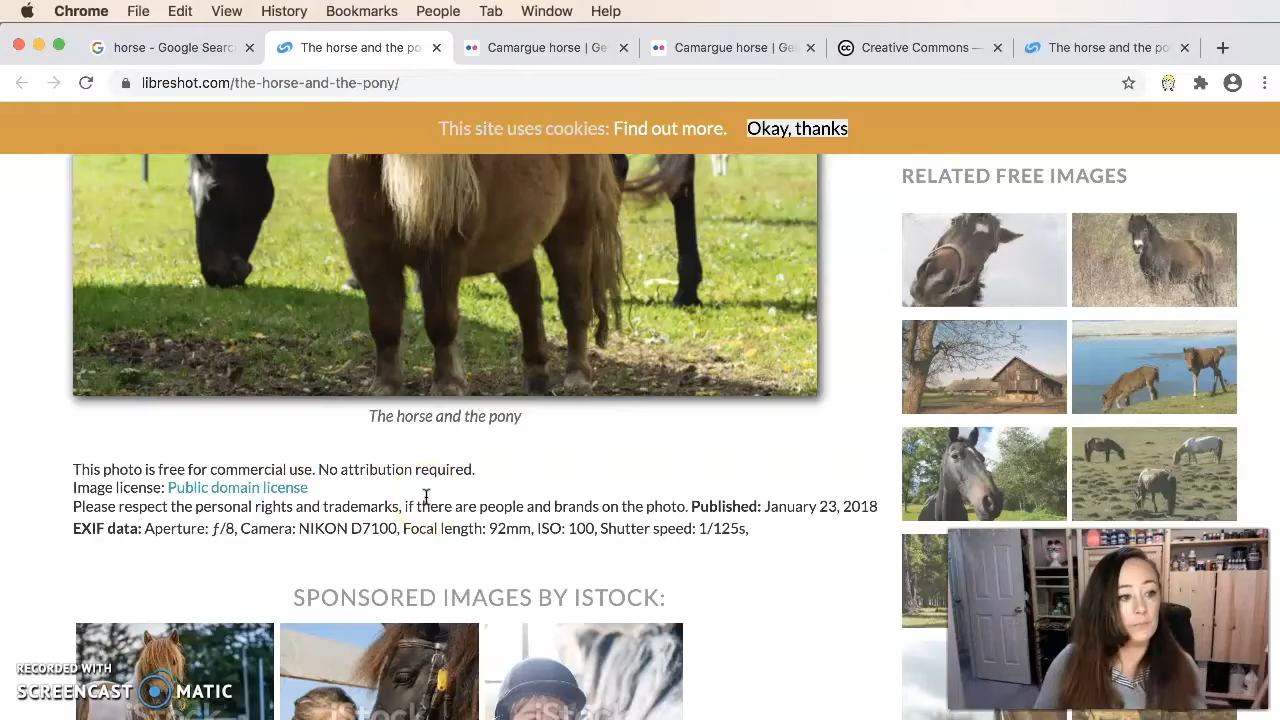 Chrome File Edit View History Bookmarks People Tab Window Help
horse - Google Searc
The horse and the po
Camargue horse | Ge
Camargue horse | Ge
Creative Commons —
The horse and the po
libreshot.com/the-horse-and-the-pony/
This site uses cookies: Find out more. Okay, thanks
RELATED FREE IMAGES
The horse and the pony
This photo is free for commercial use. No attribution required.
Image license: Public domain license
Please respect the personal rights and trademarks, if there are people and brands on the photo. Published: January 23, 2018
EXIF data: Aperture: ƒ/8, Camera: NIKON D7100, Focal length: 92mm, ISO: 100, Shutter speed: 1/125s,
SPONSORED IMAGES BY ISTOCK:
iStock
iStock
iStock
RECORDED WITH
SCREENCAST MATIC